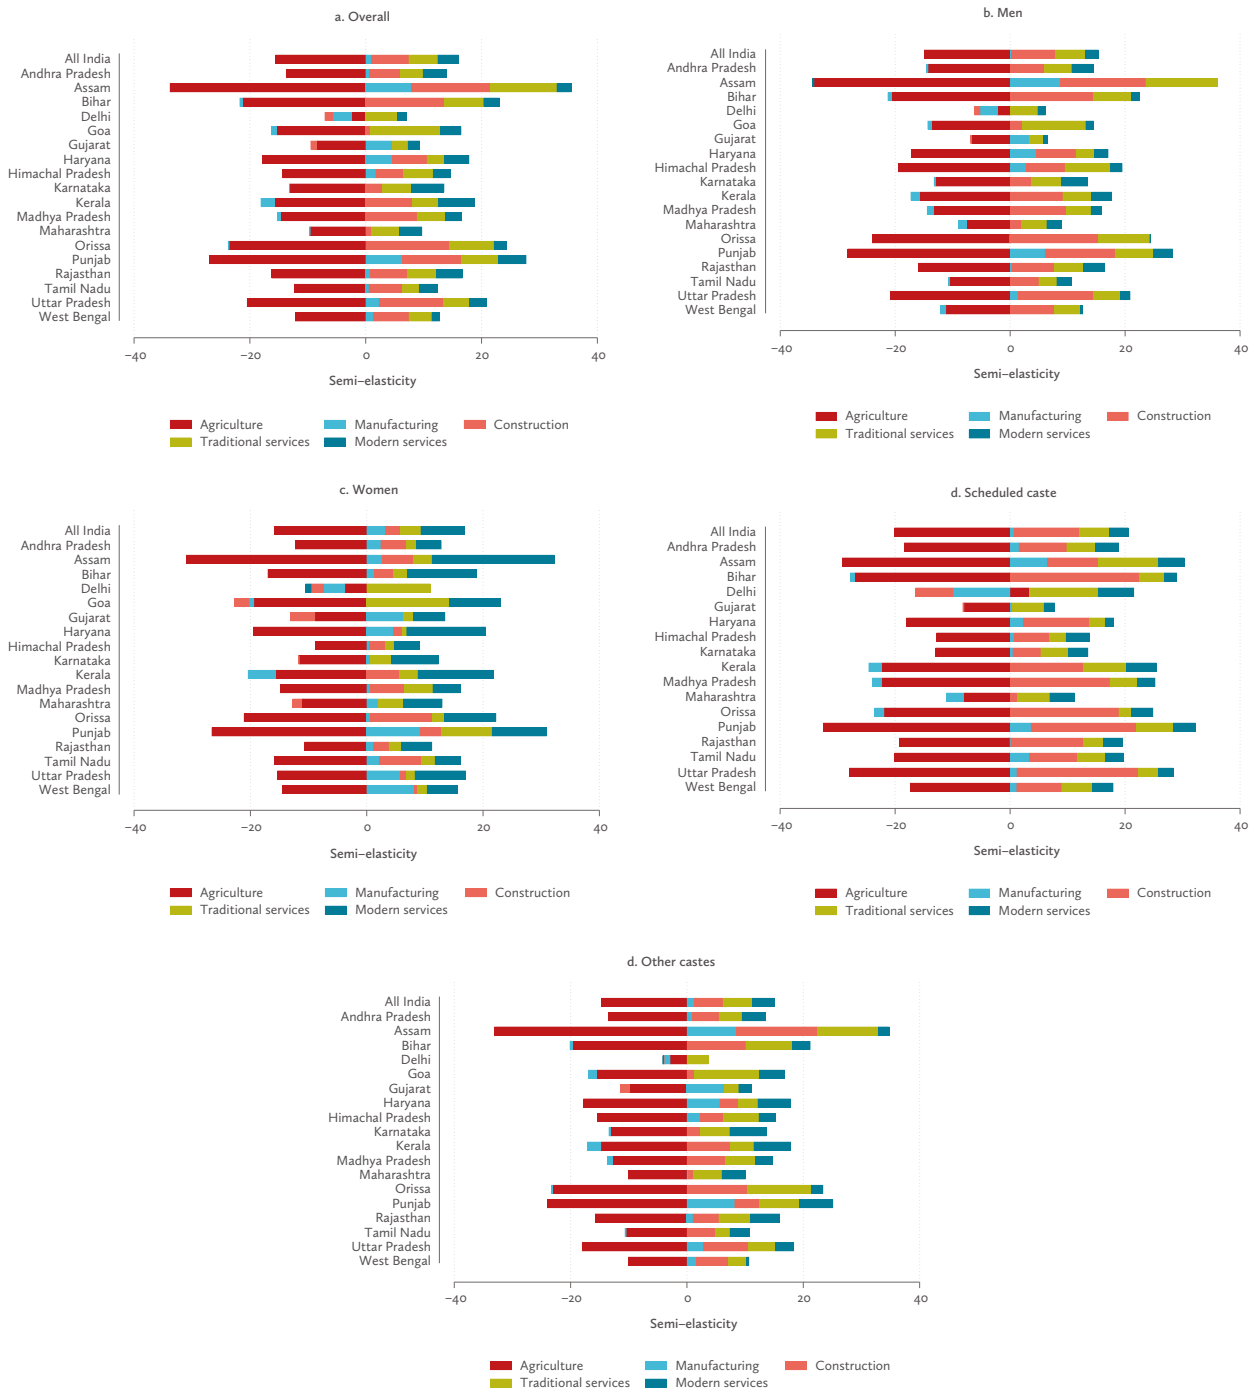 a. Overall
All India
Andhra Pradesh
Assam
Bihar
Delhi
Goa
Gujarat
Haryana
Himachal Pradesh
Karnataka
Kerala
Madhya Pradesh
Maharashtra
Orissa
Punjab
Rajasthan
Tamil Nadu
Uttar Pradesh
West Bengal
−40 −20 0 20 40
Semi–elasticity
Agriculture Manufacturing Construction
Traditional services Modern services
b. Men
All India
Andhra Pradesh
Assam
Bihar
Delhi
Goa
Gujarat
Haryana
Himachal Pradesh
Karnataka
Kerala
Madhya Pradesh
Maharashtra
Orissa
Punjab
Rajasthan
Tamil Nadu
Uttar Pradesh
West Bengal
−40 −20 0 20 40
Semi–elasticity
Agriculture Manufacturing Construction
Traditional services Modern services
c. Women
All India
Andhra Pradesh
Assam
Bihar
Delhi
Goa
Gujarat
Haryana
Himachal Pradesh
Karnataka
Kerala
Madhya Pradesh
Maharashtra
Orissa
Punjab
Rajasthan
Tamil Nadu
Uttar Pradesh
West Bengal
−40 −20 0 20 40
Semi–elasticity
Agriculture Manufacturing Construction
Traditional services Modern services
d. Scheduled caste
All India
Andhra Pradesh
Assam
Bihar
Delhi
Gujarat
Haryana
Himachal Pradesh
Karnataka
Kerala
Madhya Pradesh
Maharashtra
Orissa
Punjab
Rajasthan
Tamil Nadu
Uttar Pradesh
West Bengal
−40 −20 0 20 40
Semi–elasticity
Agriculture Manufacturing Construction
Traditional services Modern services
d. Other castes
All India
Andhra Pradesh
Assam
Bihar
Delhi
Goa
Gujarat
Haryana
Himachal Pradesh
Karnataka
Kerala
Madhya Pradesh
Maharashtra
Orissa
Punjab
Rajasthan
Tamil Nadu
Uttar Pradesh
West Bengal
−40 −20 0 20 40
Semi–elasticity
Agriculture Manufacturing Construction
Traditional services Modern services